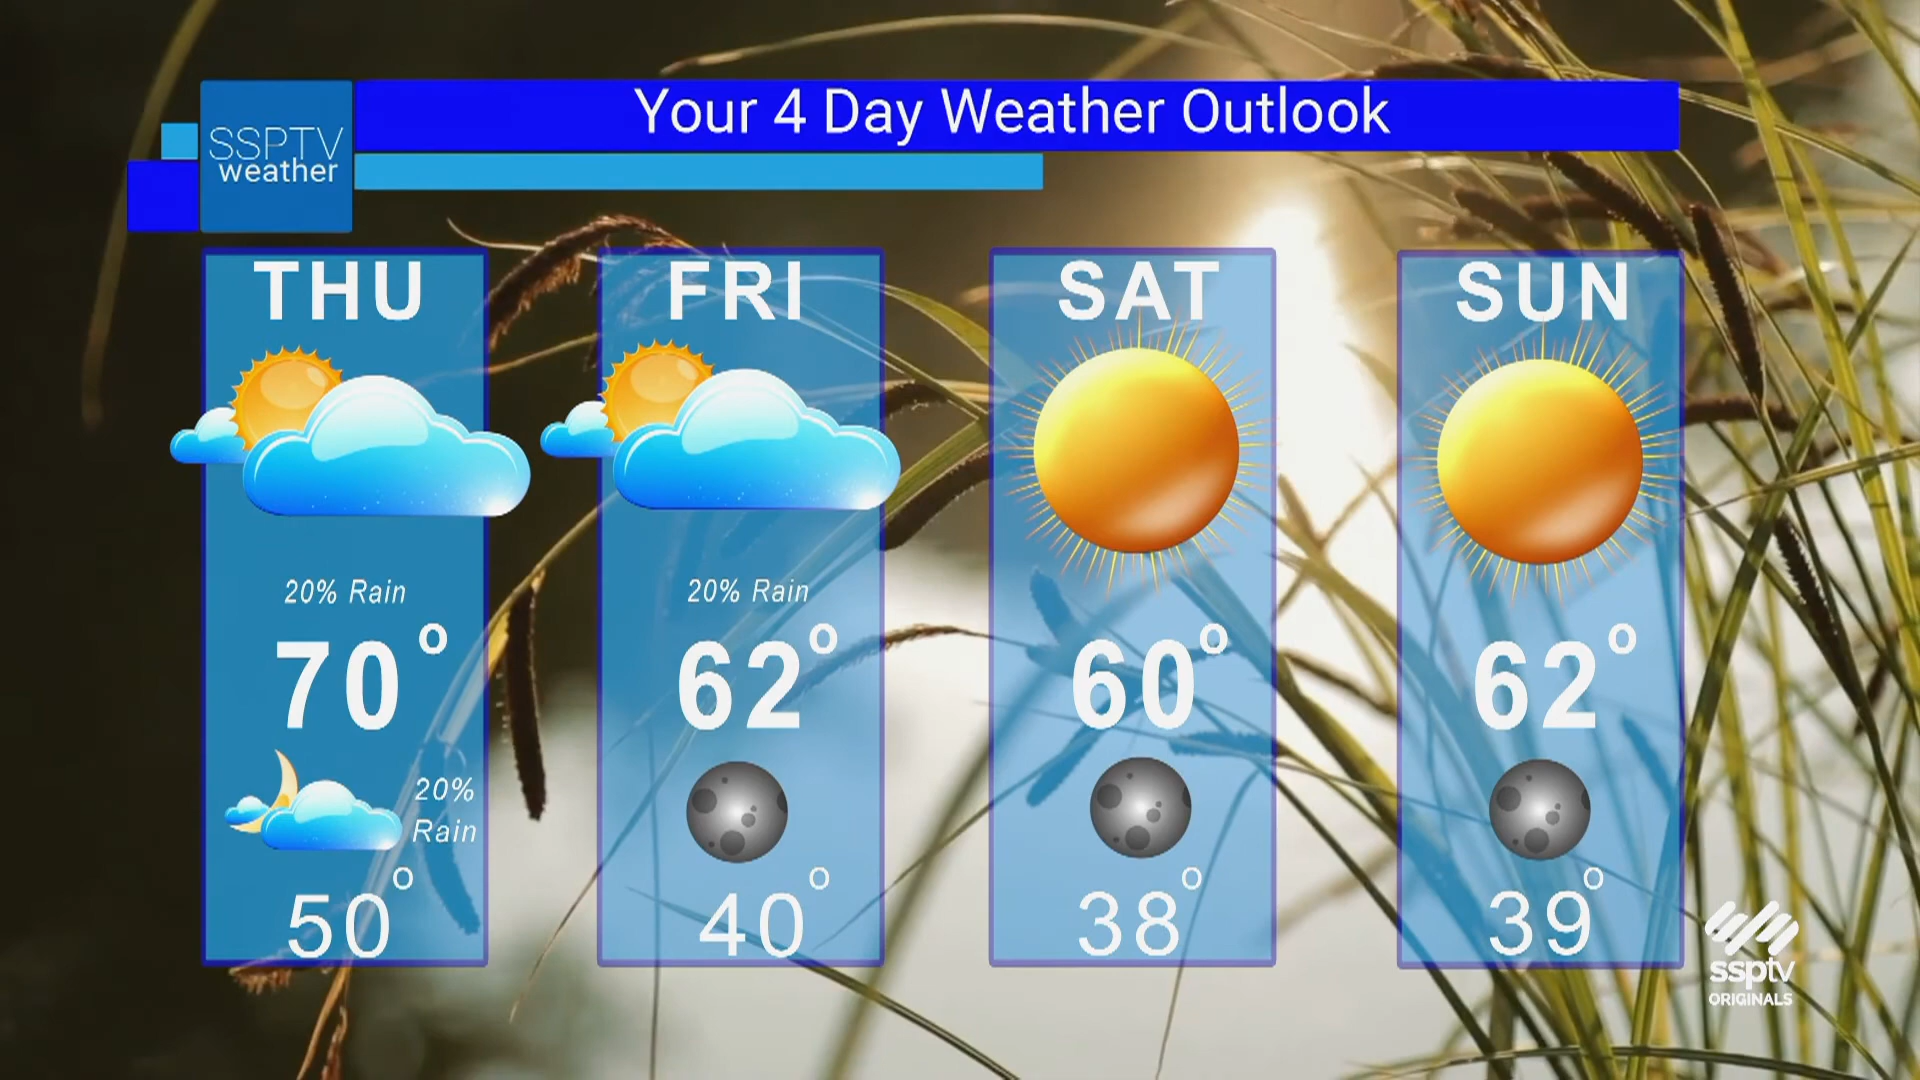 Your 4 Day Weather Outlook
SSPTV
weather
THU
20% Rain
70°
20%
Rain
50°
FRI
20% Rain
62°
40°
SAT
60°
38°
SUN
62°
39°
ssptv
ORIGINALS